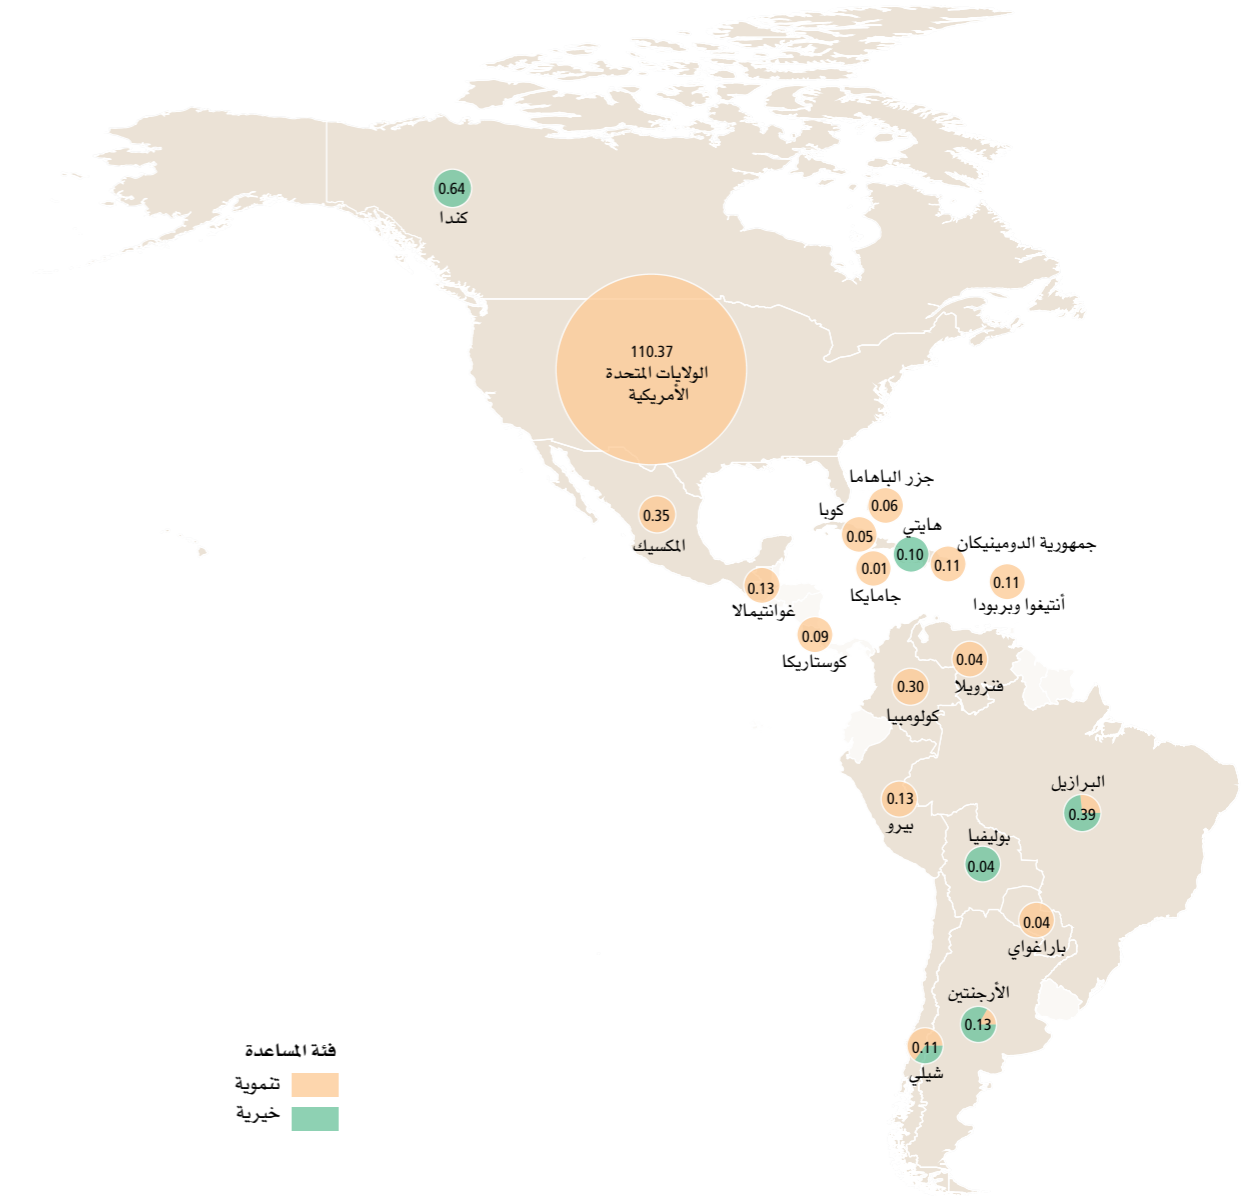 0.64
كندا
110.37
الولايات المتحدة
الأمريكية
0.35
المكسيك
جزر الباهاما
0.06
كوبا
0.05
هايتي
0.10
جمهورية الدومينيكان
0.11
0.01
جامايكا
0.11
أنتيغوا وبربودا
0.13
غوانتيمالا
0.09
كوستاريكا
0.04
فنزويلا
0.30
كولومبيا
البرازيل
0.39
0.13
بيرو
بوليفيا
0.04
0.04
باراغواي
الأرجنتين
0.13
0.11
شيلي
فئة المساعدة
تنموية
خيرية